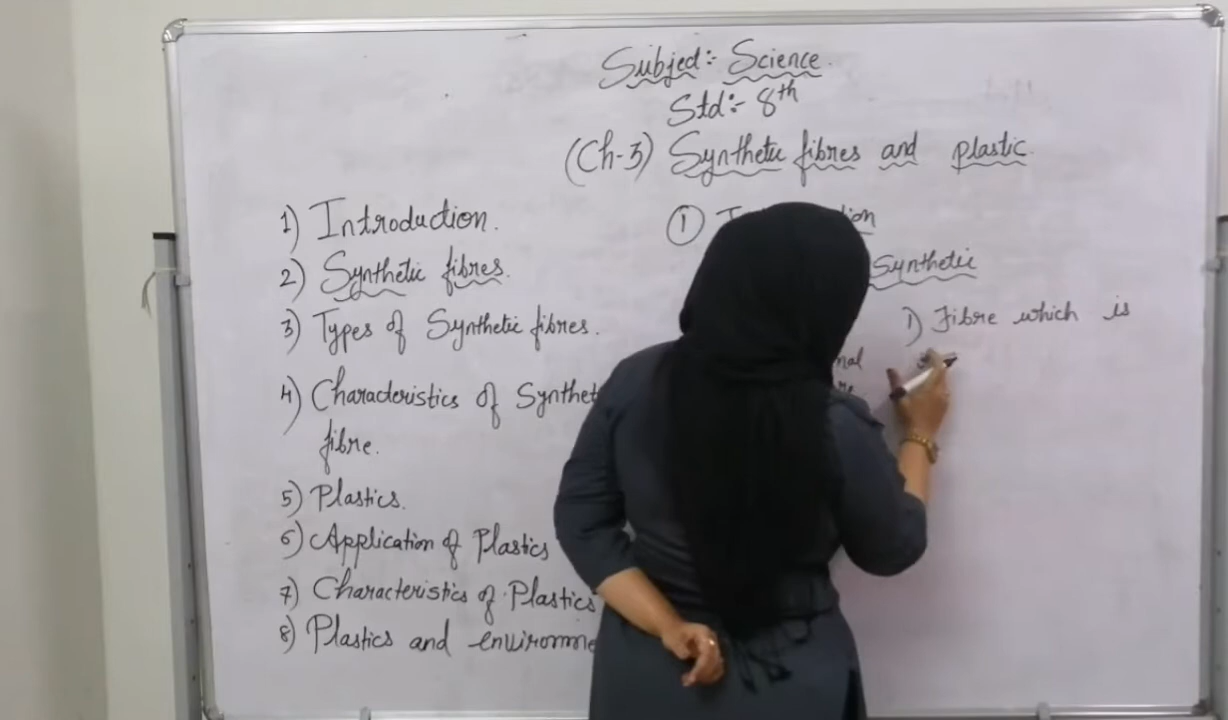 Subject:- Science.
Std:- 8th
(Ch-3) Synthetic fibres and plastic.
1) Introduction.
2) Synthetic fibres.
3) Types of Synthetic fibres.
4) Characteristics of Synthet
fibre.
5) Plastics.
6) Application of Plastics
7) Characteristics of Plastics
8) Plastics and environme
①
Synthetic
1) Fibre which is